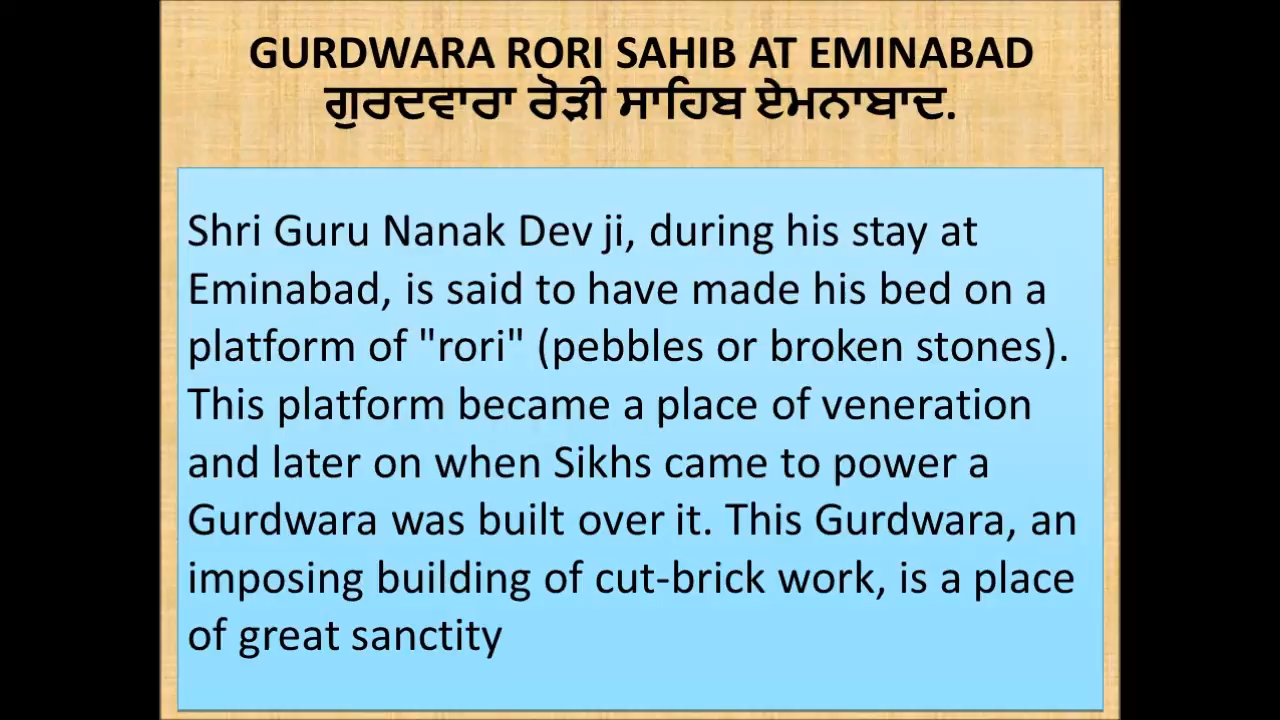 GURDWARA RORI SAHIB AT EMINABAD
ਗੁਰਦਵਾਰਾ ਰੋੜੀ ਸਾਹਿਬ ਏਮਨਾਬਾਦ.
Shri Guru Nanak Dev ji, during his stay at
Eminabad, is said to have made his bed on a
platform of "rori" (pebbles or broken stones).
This platform became a place of veneration
and later on when Sikhs came to power a
Gurdwara was built over it. This Gurdwara, an
imposing building of cut-brick work, is a place
of great sanctity